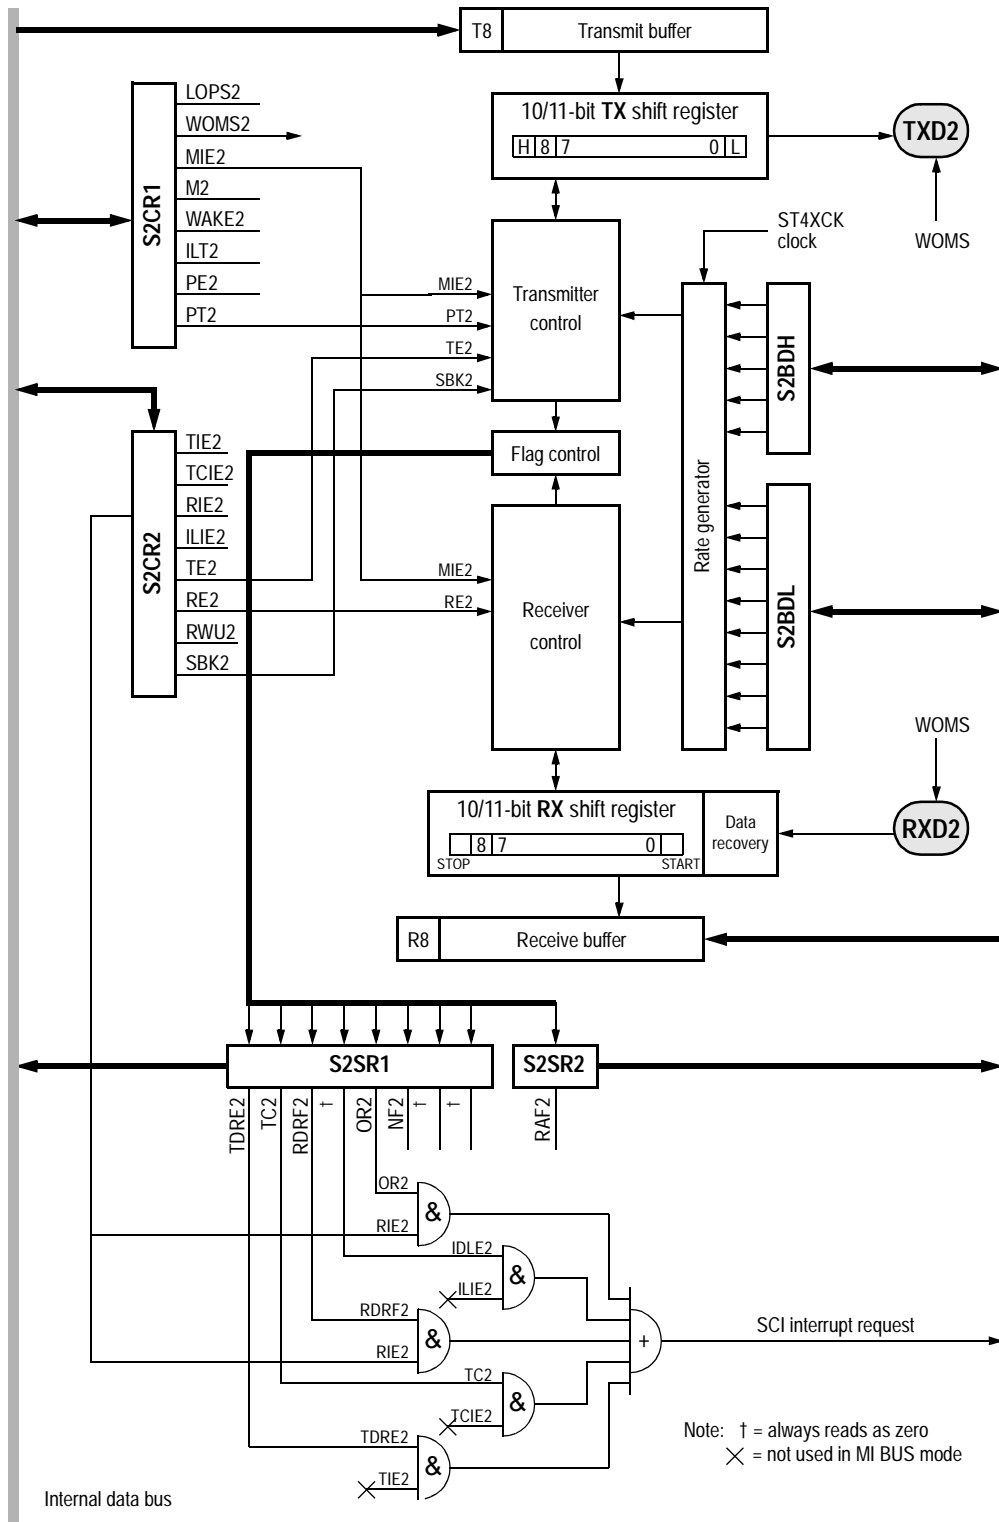 T8 Transmit buffer
10/11-bit TX shift register
H 8 7 0 L
TXD2
WOMS
S2CR1
LOPS2
WOMS2
MIE2
M2
WAKE2
ILT2
PE2
PT2
ST4XCK
clock
MIE2
PT2
TE2
SBK2
Transmitter
control
Rate generator
S2BDH
S2BDL
Flag control
S2CR2
TIE2
TCIE2
RIE2
ILIE2
TE2
RE2
RWU2
SBK2
MIE2
RE2
Receiver
control
WOMS
RXD2
10/11-bit RX shift register
8 7 0
STOP START
Data
recovery
R8 Receive buffer
S2SR1
S2SR2
TDRE2
TC2
RDRF2
†
OR2
NF2
†
†
RAF2
OR2
RIE2
&
IDLE2
ILIE2
&
RDRF2
RIE2
&
TC2
TCIE2
&
TDRE2
TIE2
&
+
SCI interrupt request
Note: † = always reads as zero
= not used in MI BUS mode
Internal data bus